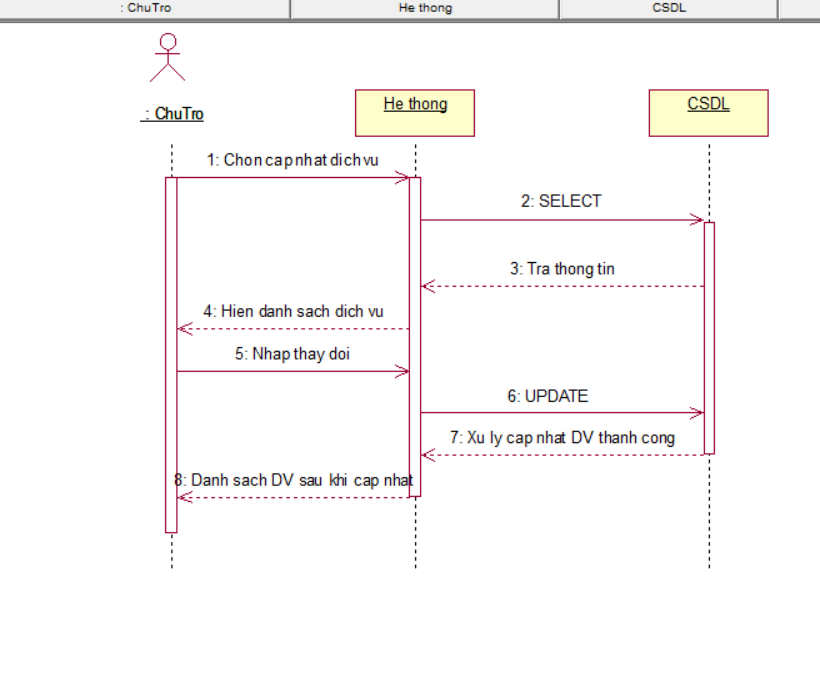 : ChuTro
He thong
CSDL
: ChuTro
He thong
CSDL
1: Chon cap nhat dich vu
2: SELECT
3: Tra thong tin
4: Hien danh sach dich vu
5: Nhap thay doi
6: UPDATE
7: Xu ly cap nhat DV thanh cong
8: Danh sach DV sau khi cap nhat